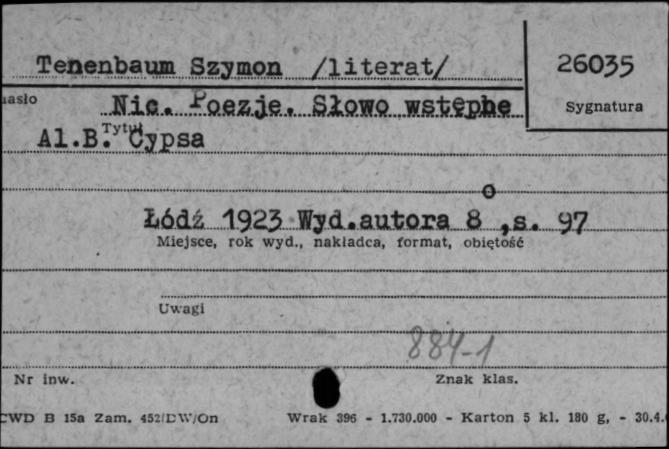 Tenenbaum Szymon /literat/
26035
Sygnatura
Nic. Poezje. Słowo wstępne
Tytuł
Al.B. Cypsa
Łódź 1923 Wyd.autora 8o ,s. 97
Miejsce, rok wyd., nakładca, format, objętość
Uwagi
884-1
Nr inw.
Znak klas.
CWD B 15a Zam. 452/DW/On Wrak 396 - 1.730.000 - Karton 5 kl. 180 g, - 30.4.